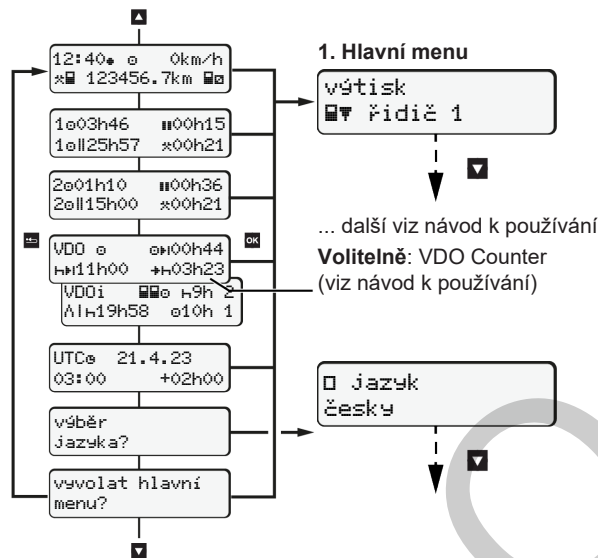 12:40● ⊙ 0km/h
123456.7km
1⊙03h46 ▮▮00h15
1⊙‖25h57 00h21
2⊙01h10 ▮▮00h36
2⊙‖15h00 00h21
VDO ⊙ ⊙▶▮00h44
11h00 03h23
VDOi ⊙ 9h 2
19h58 ⊙10h 1
UTC 21.4.23
03:00 +02h00
výběr
jazyka?
vyvolat hlavní
menu?
OK
1. Hlavní menu
výtisk
řidič 1
... další viz návod k používání
Volitelně: VDO Counter
(viz návod k používání)
jazyk
česky